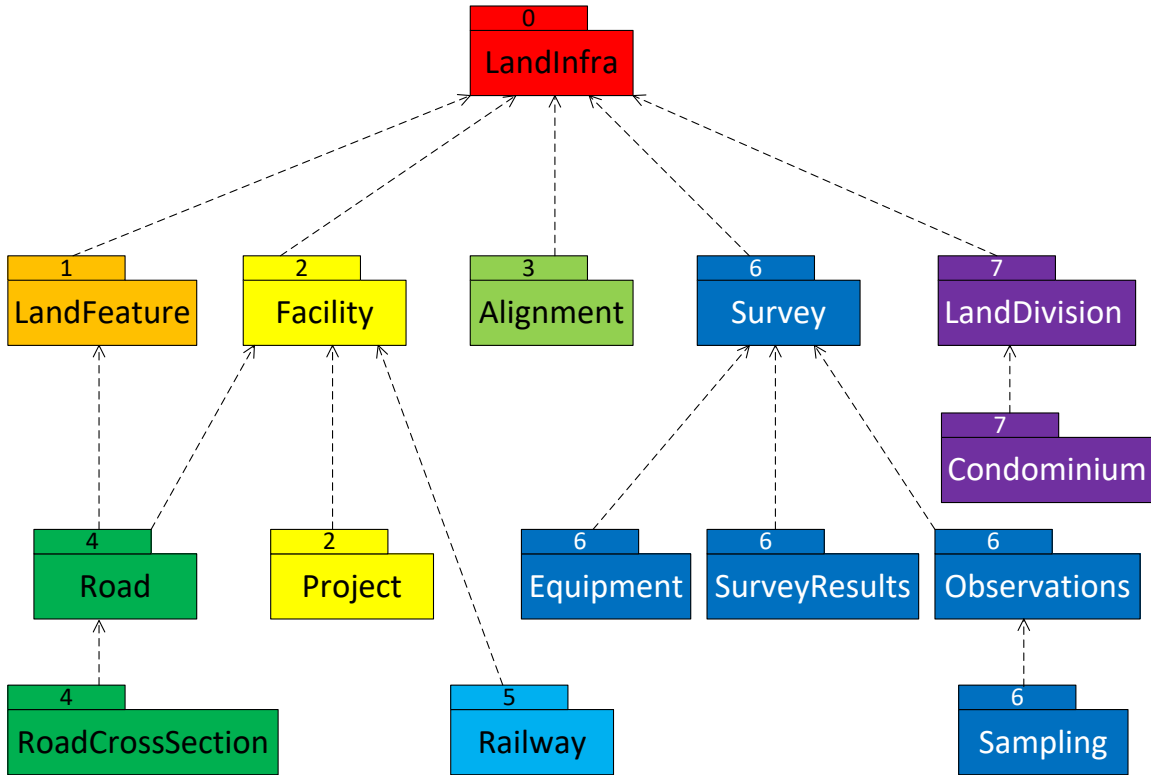 0
LandInfra
1
LandFeature
2
Facility
3
Alignment
6
Survey
7
LandDivision
7
Condominium
4
Road
2
Project
6
Equipment
6
SurveyResults
6
Observations
4
RoadCrossSection
5
Railway
6
Sampling